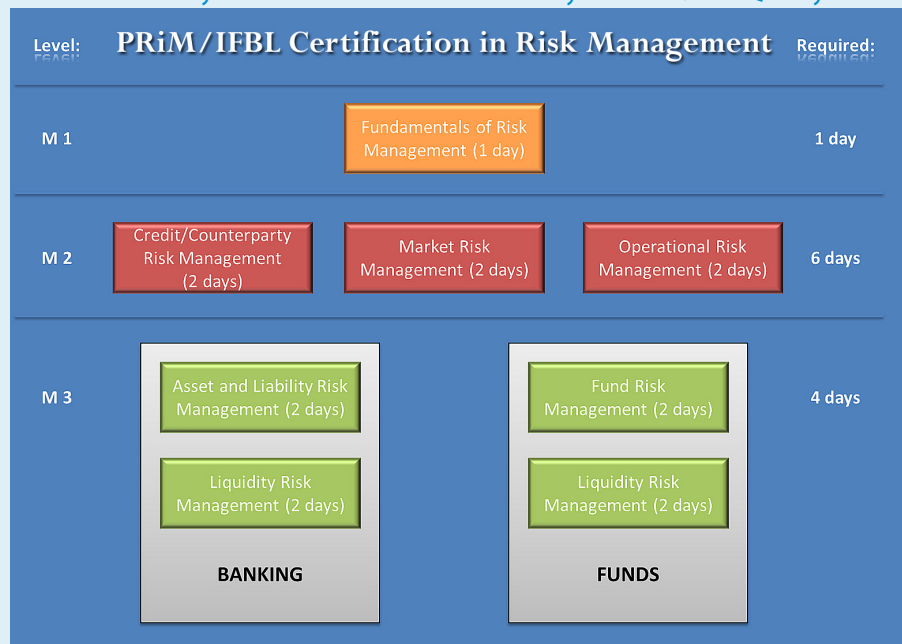 Level:
PRiM/IFBL Certification in Risk Management
Required:
M 1
Fundamentals of Risk
Management (1 day)
1 day
M 2
Credit/Counterparty
Risk Management
(2 days)
Market Risk
Management (2 days)
Operational Risk
Management (2 days)
6 days
M 3
Asset and Liability Risk
Management (2 days)
Liquidity Risk
Management (2 days)
BANKING
Fund Risk
Management (2 days)
Liquidity Risk
Management (2 days)
FUNDS
4 days